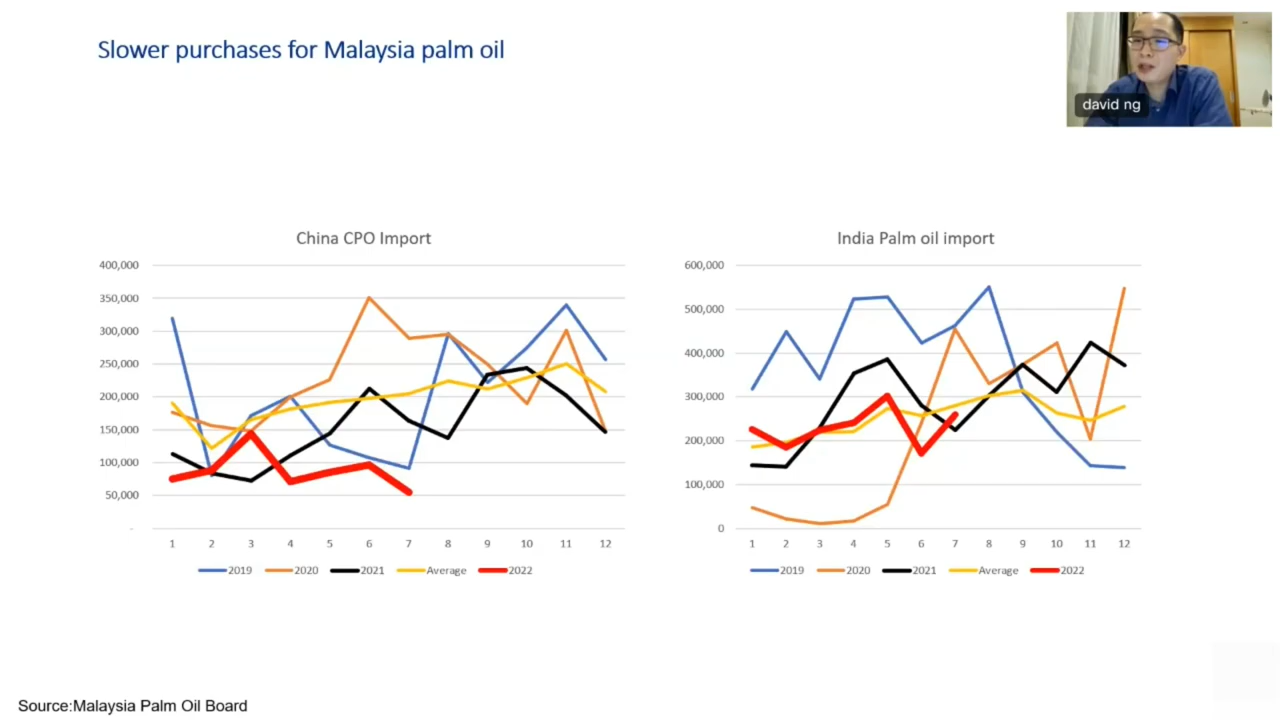 Slower purchases for Malaysia palm oil
david ng
China CPO Import
400,000
350,000
300,000
250,000
200,000
150,000
100,000
50,000
-
1 2 3 4 5 6 7 8 9 10 11 12
2019 2020 2021 Average 2022
India Palm oil import
600,000
500,000
400,000
300,000
200,000
100,000
0
1 2 3 4 5 6 7 8 9 10 11 12
2019 2020 2021 Average 2022
Source:Malaysia Palm Oil Board